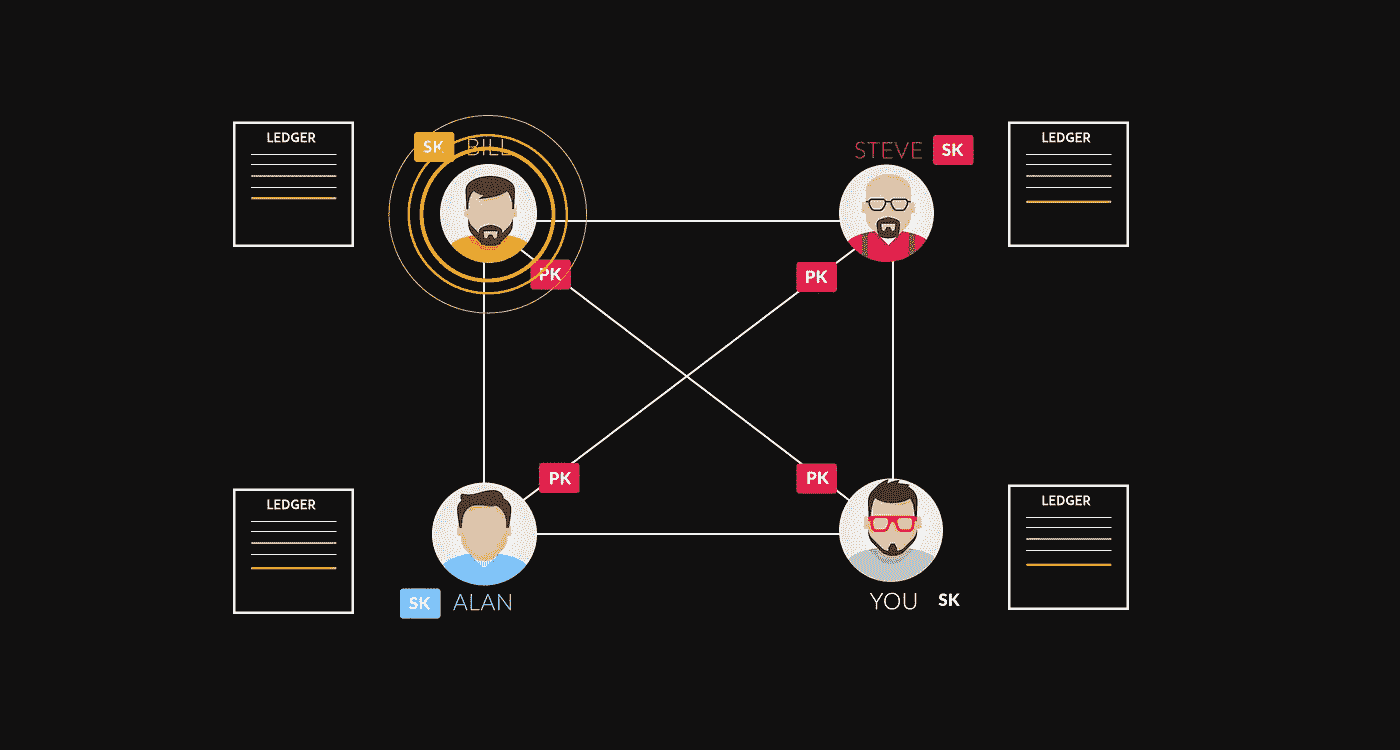 LEDGER
SK BILL
STEVE SK
LEDGER
PK
PK
PK
PK
LEDGER
LEDGER
SK ALAN
YOU SK